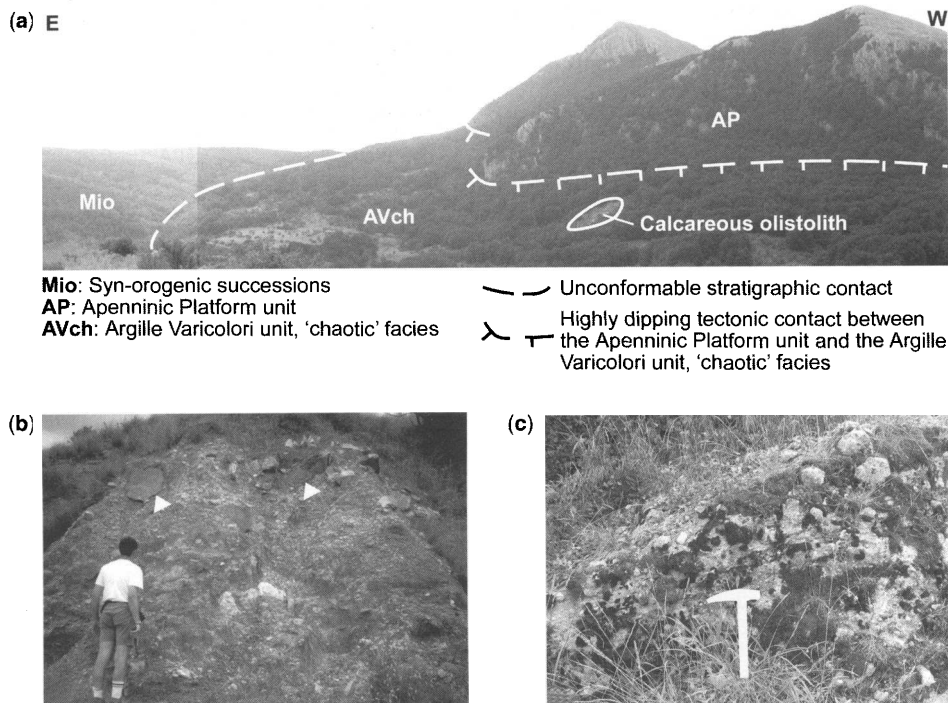 (a) E W
AP
Mio
AVch
Calcareous olistolith
Mio: Syn-orogenic successions
AP: Apenninic Platform unit
AVch: Argille Varicolori unit, 'chaotic' facies
Unconformable stratigraphic contact
Highly dipping tectonic contact between
the Apenninic Platform unit and the Argille
Varicolori unit, 'chaotic' facies
(b)
(c)